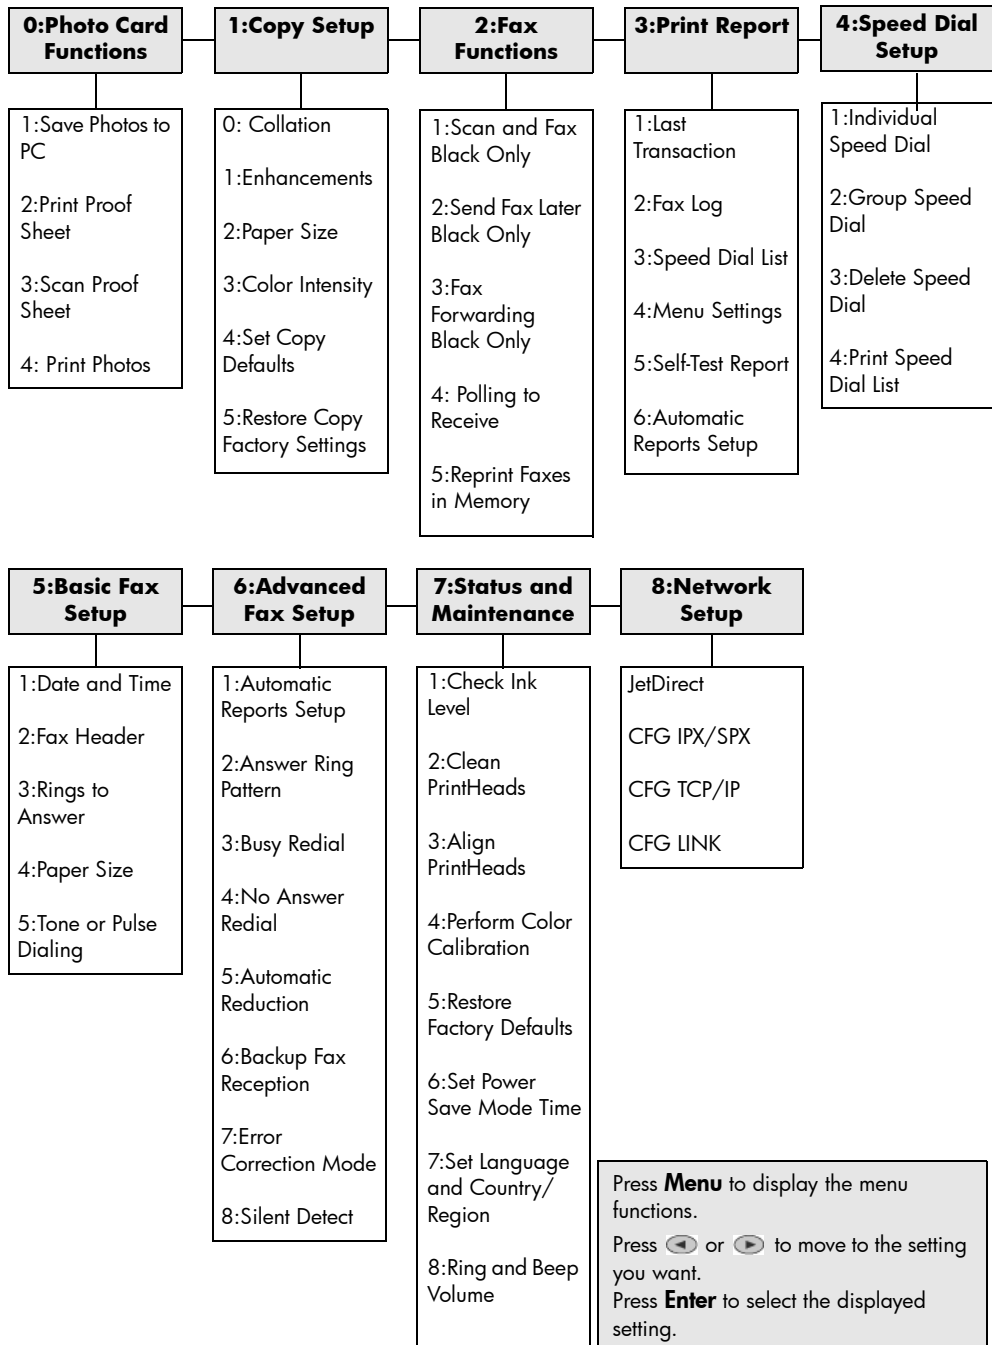 0:Photo Card
Functions
1:Save Photos to
PC
2:Print Proof
Sheet
3:Scan Proof
Sheet
4: Print Photos
1:Copy Setup
0: Collation
1:Enhancements
2:Paper Size
3:Color Intensity
4:Set Copy
Defaults
5:Restore Copy
Factory Settings
2:Fax
Functions
1:Scan and Fax
Black Only
2:Send Fax Later
Black Only
3:Fax
Forwarding
Black Only
4: Polling to
Receive
5:Reprint Faxes
in Memory
3:Print Report
1:Last
Transaction
2:Fax Log
3:Speed Dial List
4:Menu Settings
5:Self-Test Report
6:Automatic
Reports Setup
4:Speed Dial
Setup
1:Individual
Speed Dial
2:Group Speed
Dial
3:Delete Speed
Dial
4:Print Speed
Dial List
5:Basic Fax
Setup
1:Date and Time
2:Fax Header
3:Rings to
Answer
4:Paper Size
5:Tone or Pulse
Dialing
6:Advanced
Fax Setup
1:Automatic
Reports Setup
2:Answer Ring
Pattern
3:Busy Redial
4:No Answer
Redial
5:Automatic
Reduction
6:Backup Fax
Reception
7:Error
Correction Mode
8:Silent Detect
7:Status and
Maintenance
1:Check Ink
Level
2:Clean
PrintHeads
3:Align
PrintHeads
4:Perform Color
Calibration
5:Restore
Factory Defaults
6:Set Power
Save Mode Time
7:Set Language
and Country/
Region
8:Ring and Beep
Volume
8:Network
Setup
JetDirect
CFG IPX/SPX
CFG TCP/IP
CFG LINK
Press Menu to display the menu
functions.
Press or to move to the setting
you want.
Press Enter to select the displayed
setting.